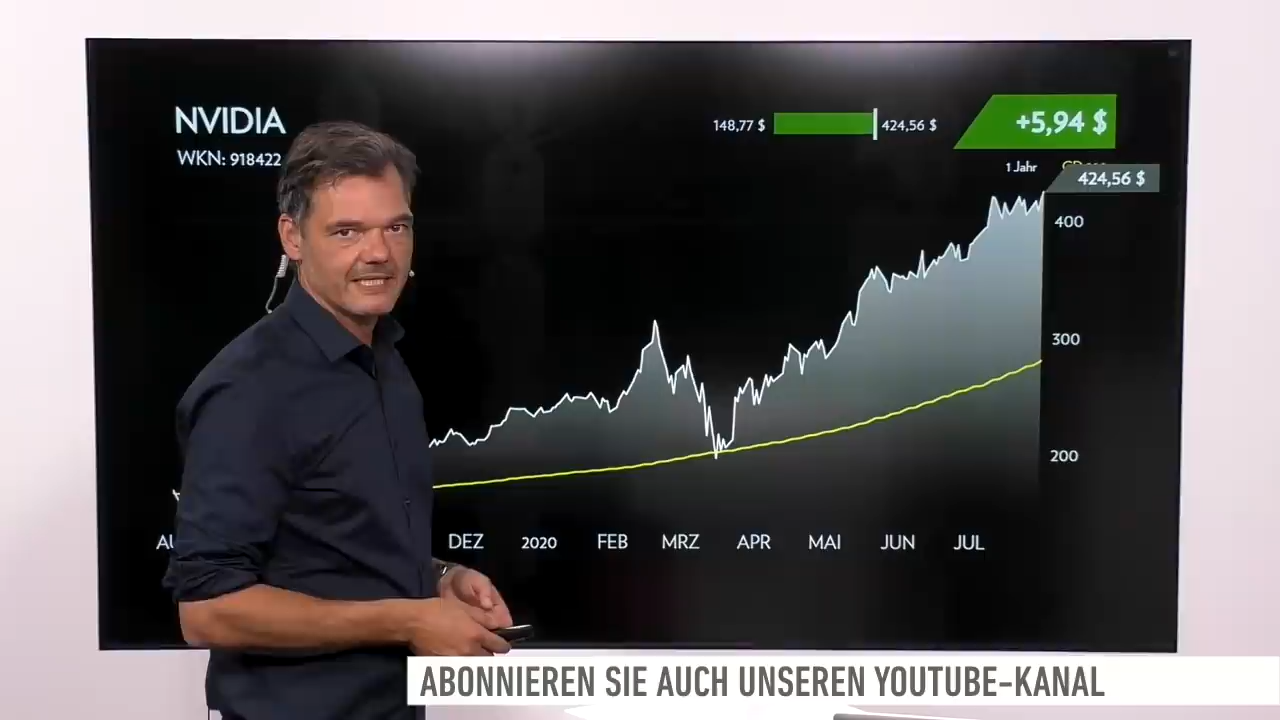 NVIDIA
WKN: 918422
148,77 $
424,56 $
+5,94 $
1 Jahr
424,56 $
400
300
200
DEZ 2020 FEB MRZ APR MAI JUN JUL
ABONNIEREN SIE AUCH UNSEREN YOUTUBE-KANAL